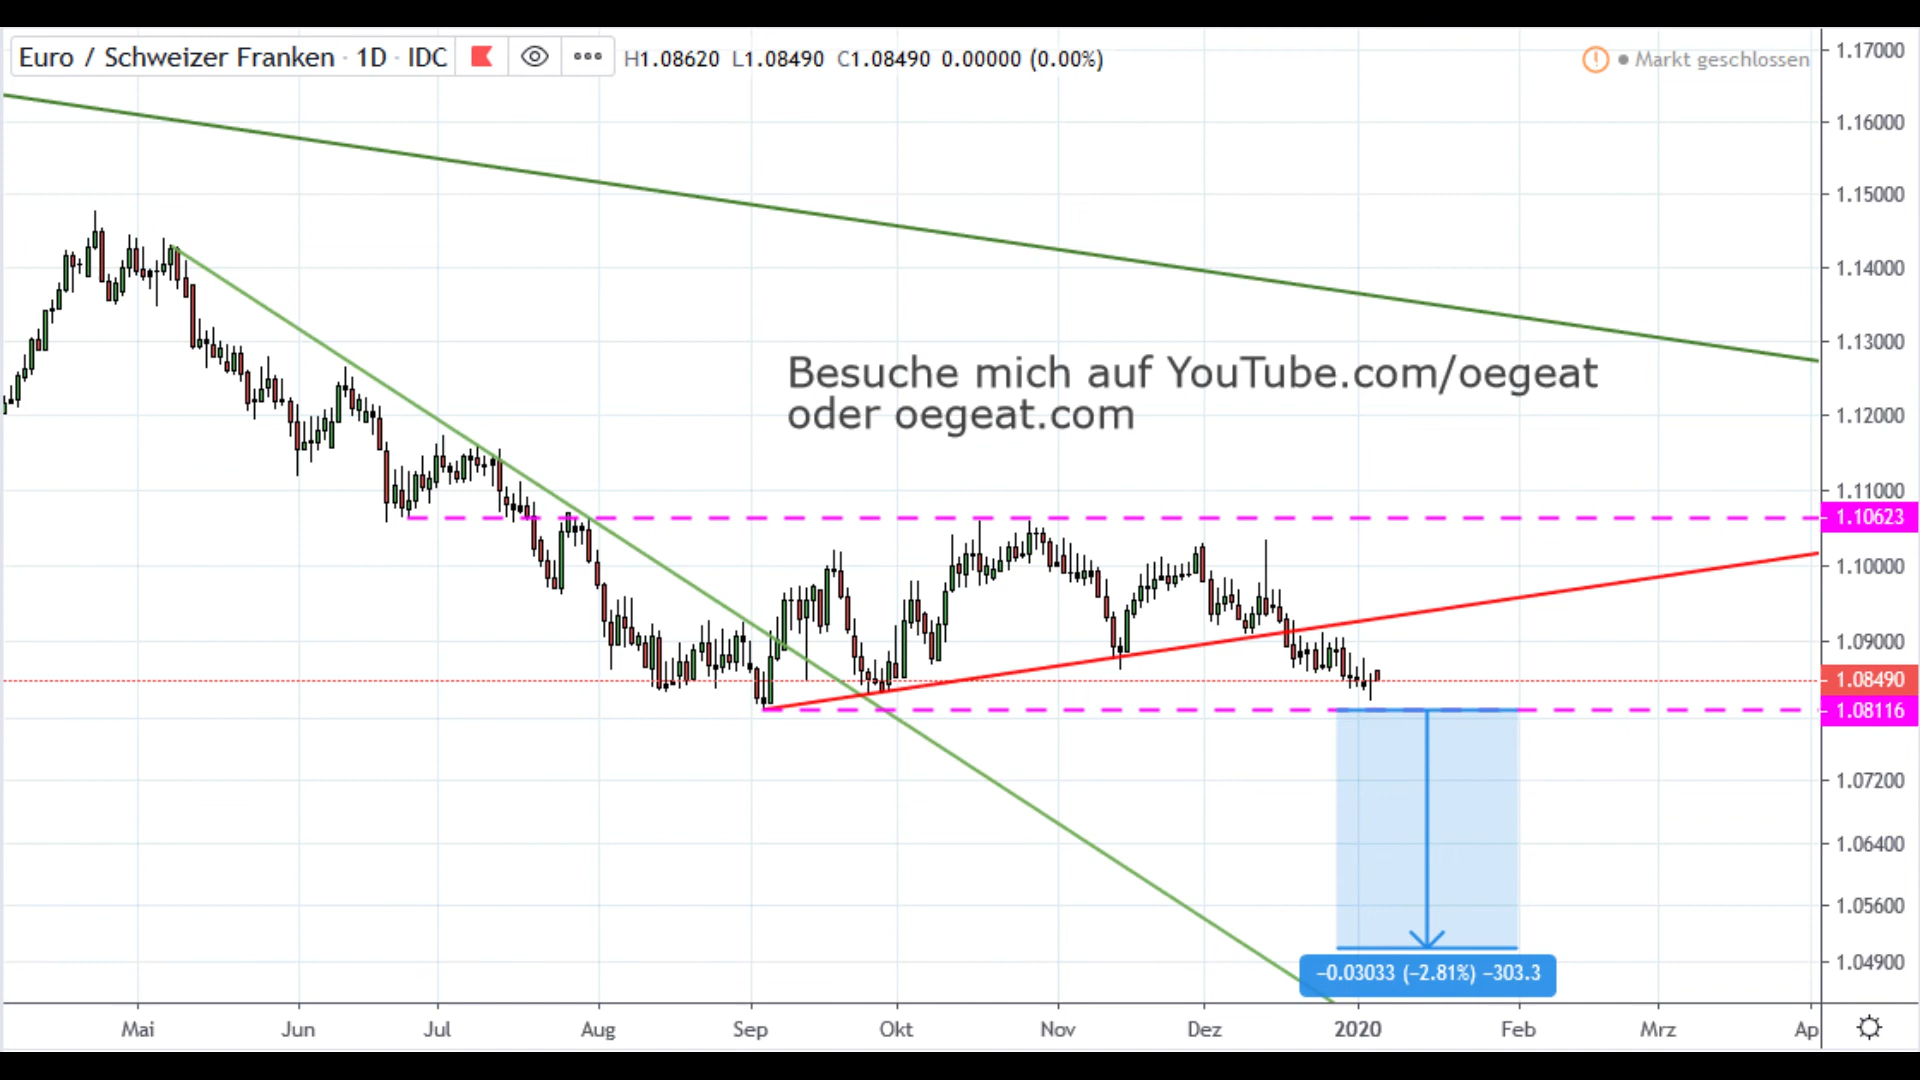 Euro / Schweizer Franken · 1D · IDC
H1.08620 L1.08490 C1.08490 0.00000 (0.00%)
Markt geschlossen
1.17000
1.16000
1.15000
1.14000
1.13000
Besuche mich auf YouTube.com/oegeat
oder oegeat.com
1.12000
1.11000
1.10623
1.10000
1.09000
1.08490
1.08116
1.07200
1.06400
1.05600
1.04900
−0.03033 (−2.81%) −303.3
Mai Jun Jul Aug Sep Okt Nov Dez 2020 Feb Mrz Ap